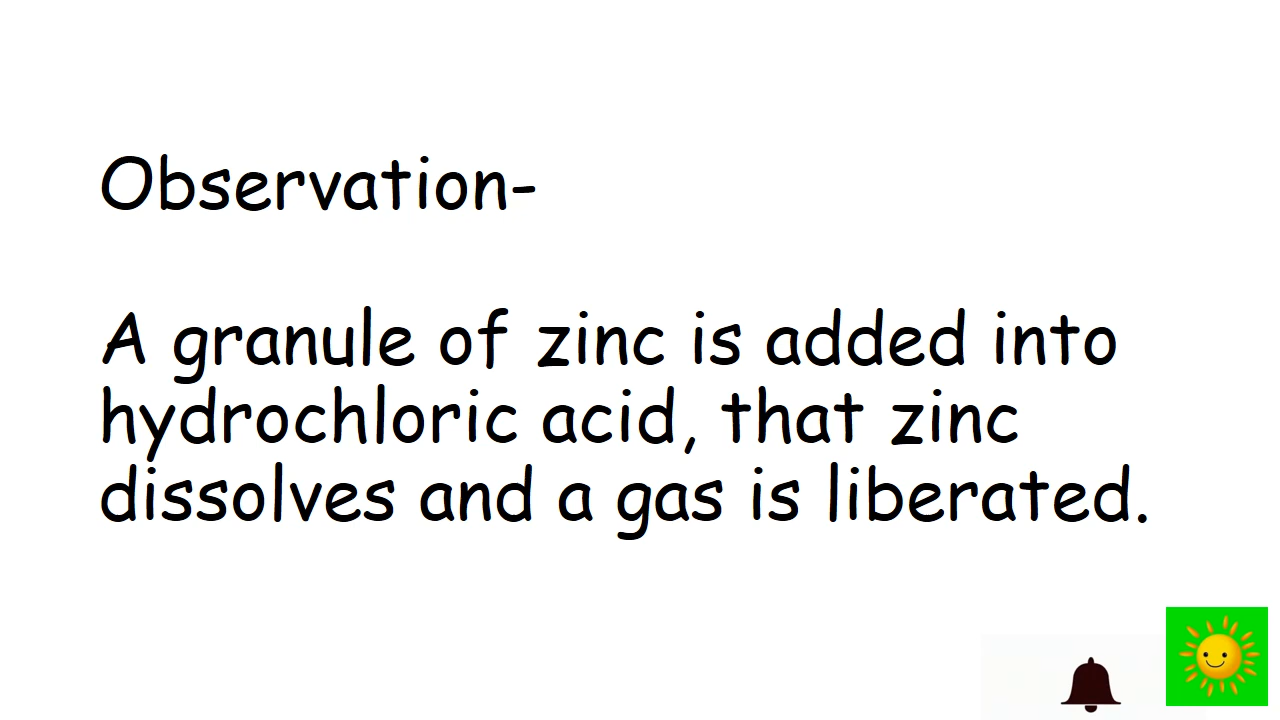 Observation-
A granule of zinc is added into
hydrochloric acid, that zinc
dissolves and a gas is liberated.